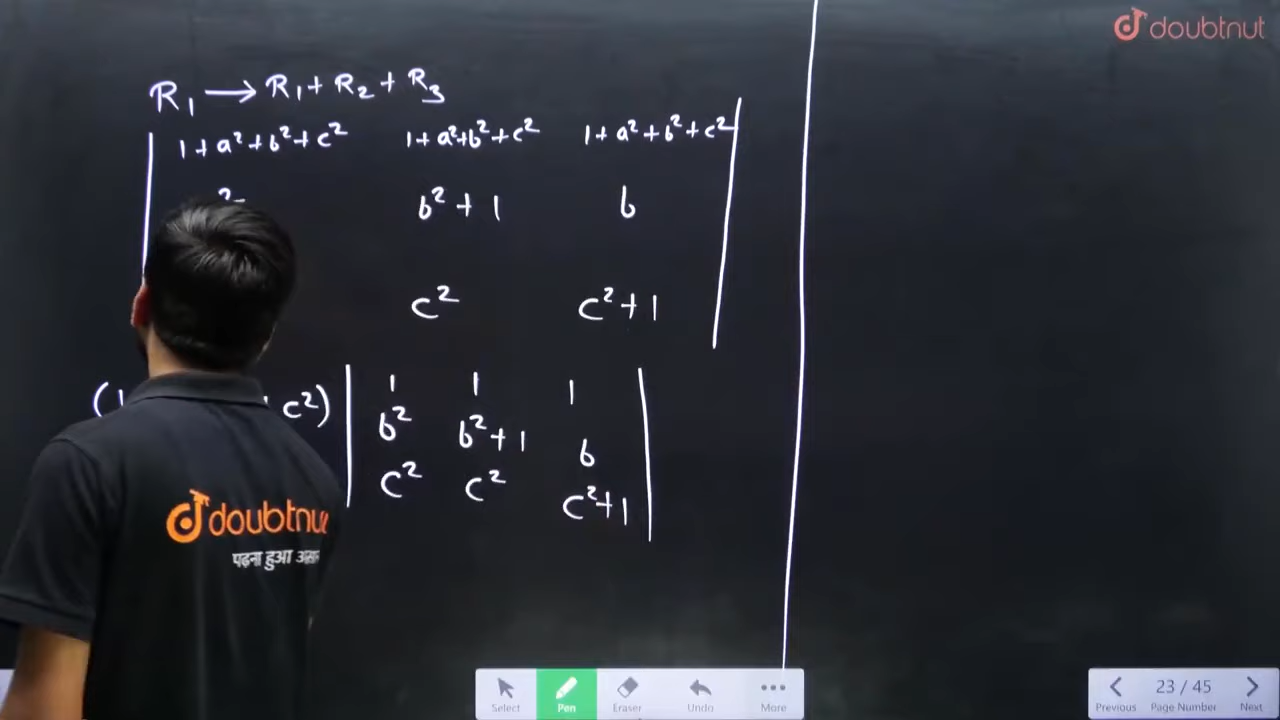 doubtnut
R₁ → R₁ + R₂ + R₃
1 + a² + b² + c² 1 + a² + b² + c² 1 + a² + b² + c²
b² + 1 b
c² c² + 1
c²) 1 1 1
b² b² + 1 b
c² c² c² + 1
doubtnut
पढ़ना हुआ
Select Pen Eraser Undo More
Previous 23 / 45 Page Number Next